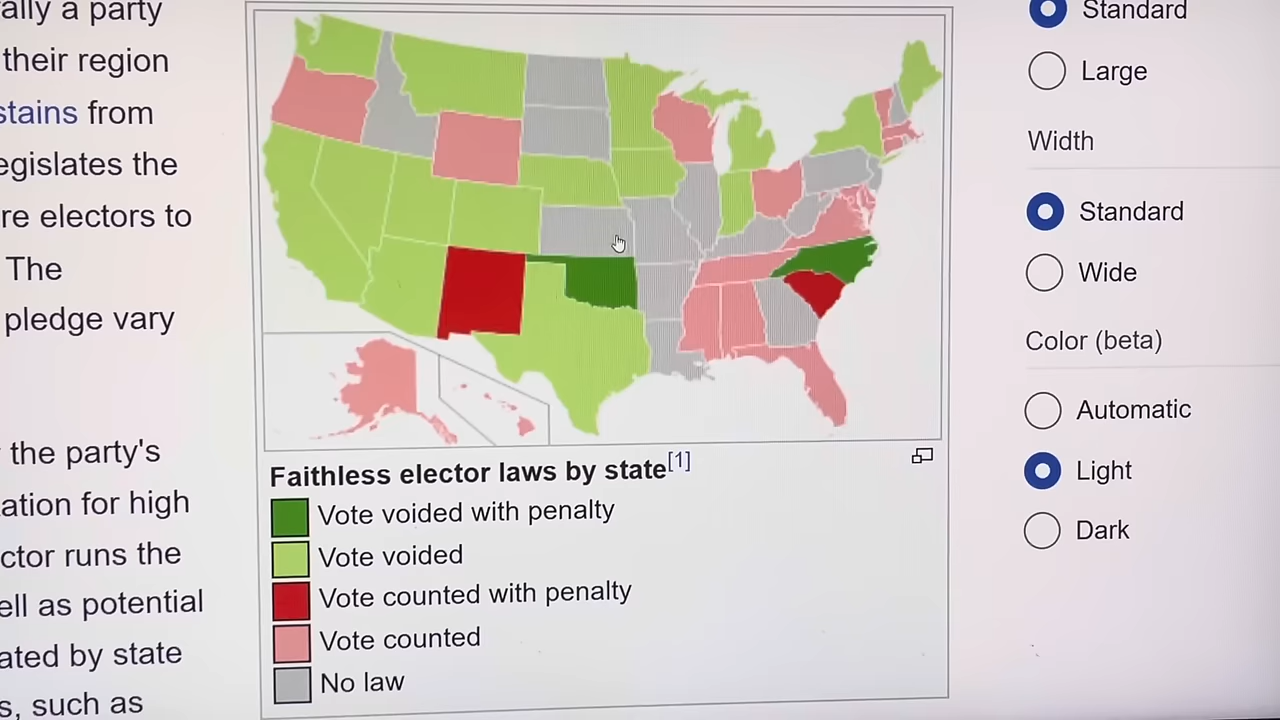 ally a party
their region
stains from
egislates the
re electors to
The
pledge vary
the party's
ation for high
ctor runs the
ell as potential
ated by state
s, such as
Faithless elector laws by state[1]
Vote voided with penalty
Vote voided
Vote counted with penalty
Vote counted
No law
Standard
Large
Width
Standard
Wide
Color (beta)
Automatic
Light
Dark